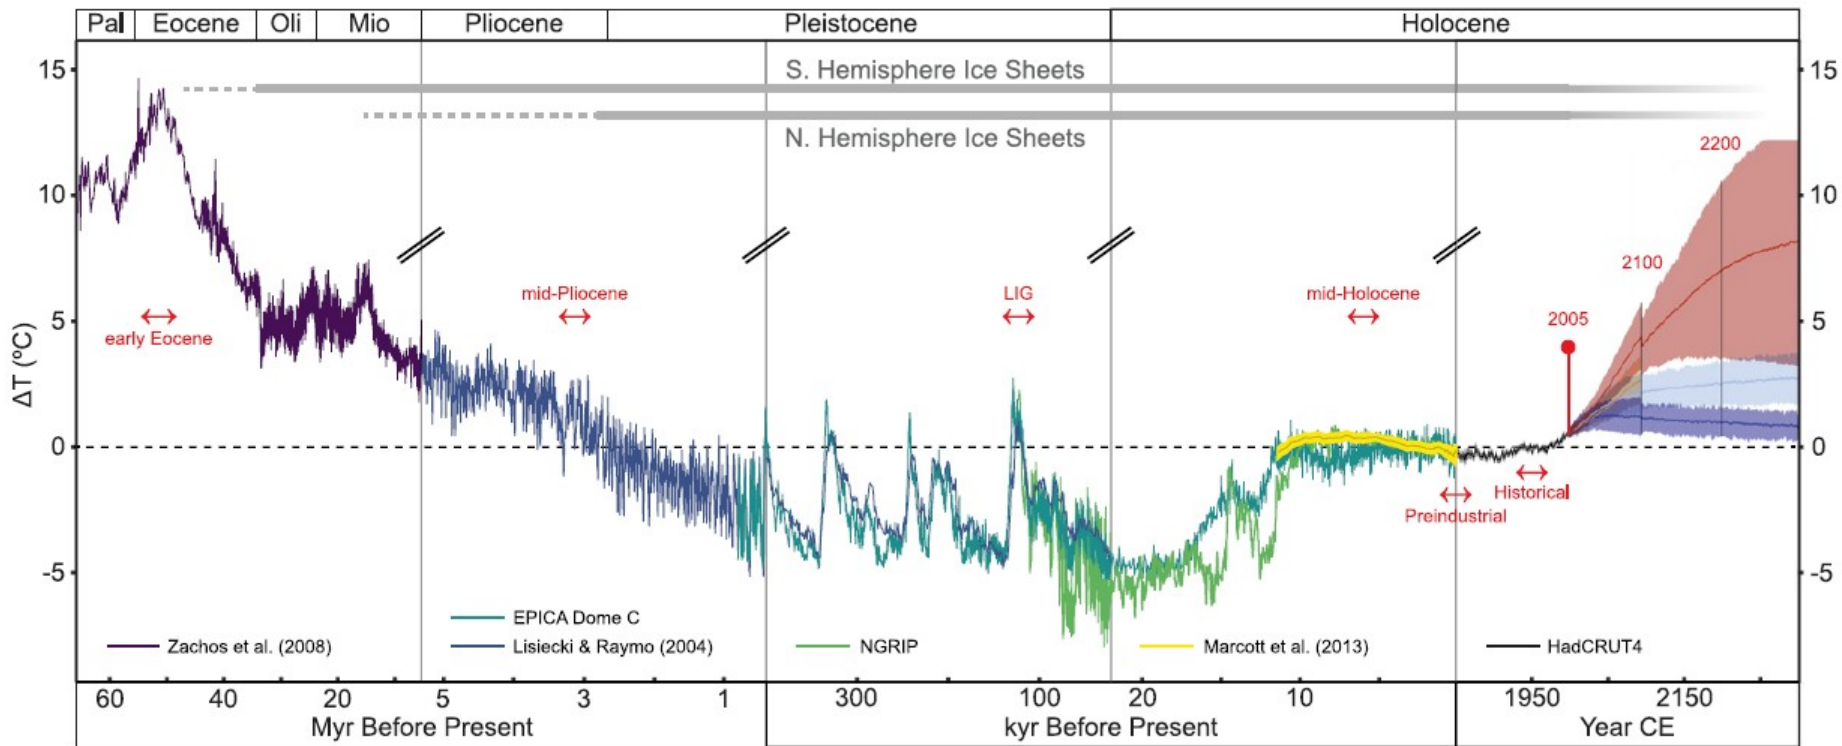 Pal Eocene Oli Mio Pliocene Pleistocene Holocene
15 S. Hemisphere Ice Sheets 15
N. Hemisphere Ice Sheets
2200
10 10
2100
mid-Pliocene LIG mid-Holocene
5 2005 5
early Eocene
ΔT (ºC)
0 0
Historical
Preindustrial
-5 -5
EPICA Dome C
Zachos et al. (2008) Lisiecki & Raymo (2004) NGRIP Marcott et al. (2013) HadCRUT4
60 40 20 5 3 1 300 100 20 10 1950 2150
Myr Before Present kyr Before Present Year CE